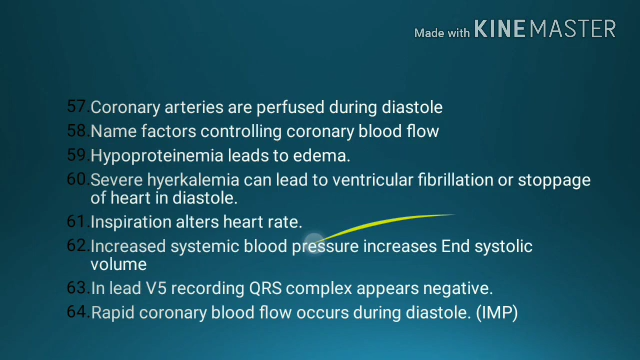 Made with KINEMASTER
57.Coronary arteries are perfused during diastole
58.Name factors controlling coronary blood flow
59.Hypoproteinemia leads to edema.
60.Severe hyerkalemia can lead to ventricular fibrillation or stoppage
of heart in diastole.
61.Inspiration alters heart rate.
62.Increased systemic blood pressure increases End systolic
volume
63.In lead V5 recording QRS complex appears negative.
64.Rapid coronary blood flow occurs during diastole. (IMP)